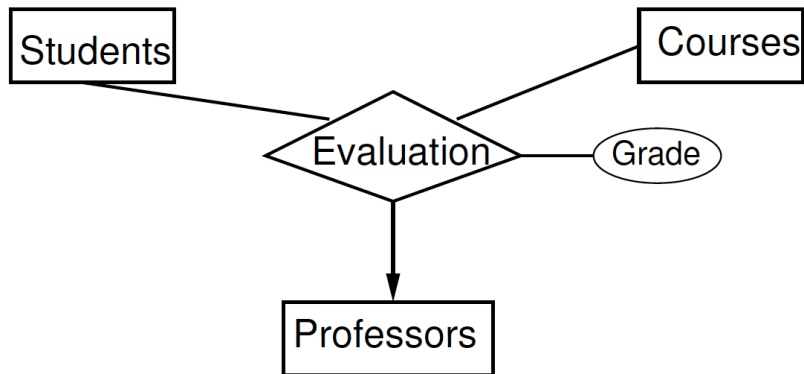 Students
Courses
Evaluation
Grade
Professors